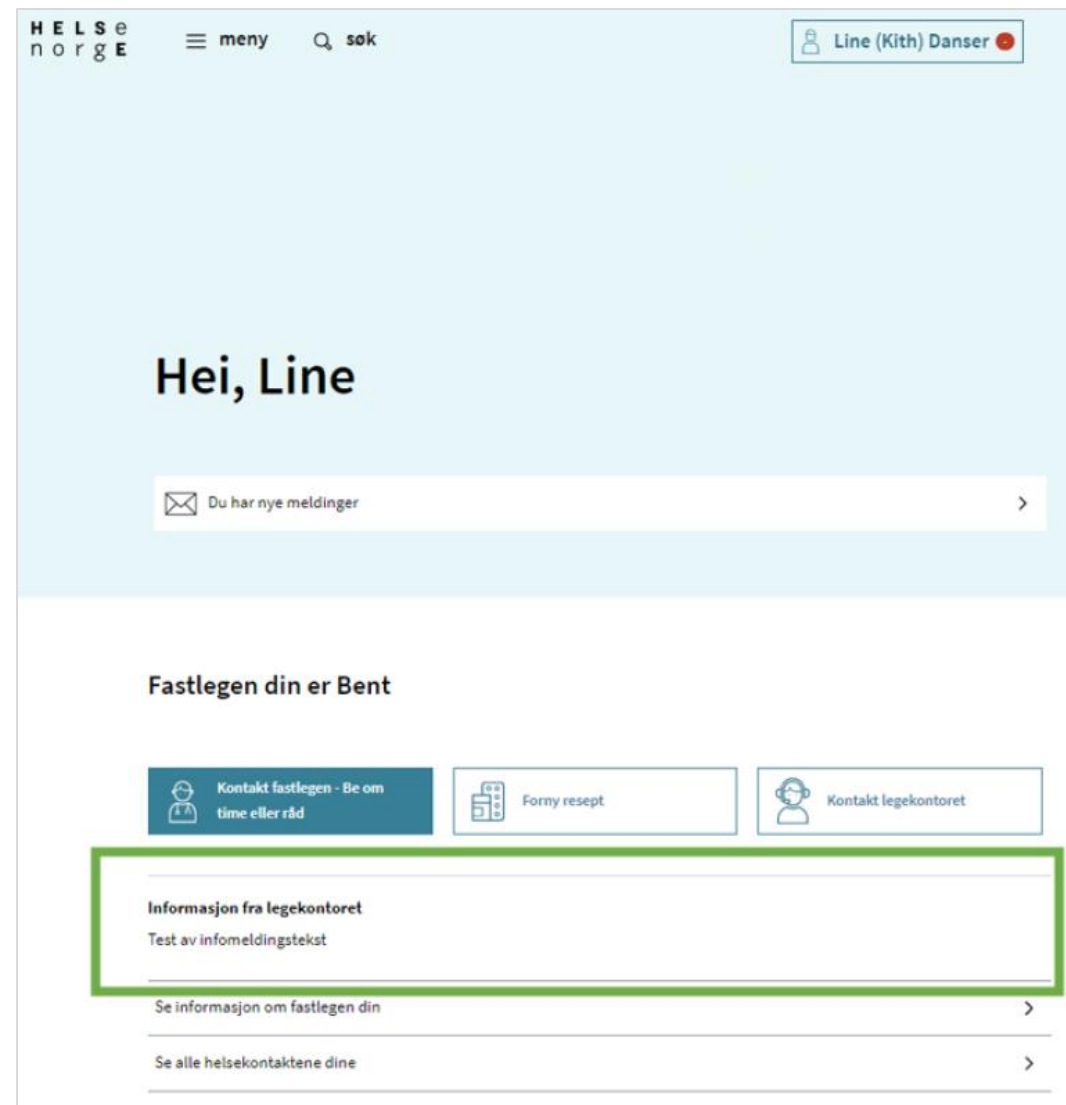 HELSe
norgE
meny
søk
Line (Kith) Danser
Hei, Line
Du har nye meldinger
Fastlegen din er Bent
Kontakt fastlegen - Be om
time eller råd
Forny resept
Kontakt legekontoret
Informasjon fra legekontoret
Test av infomeldingstekst
Se informasjon om fastlegen din
Se alle helsekontaktene dine